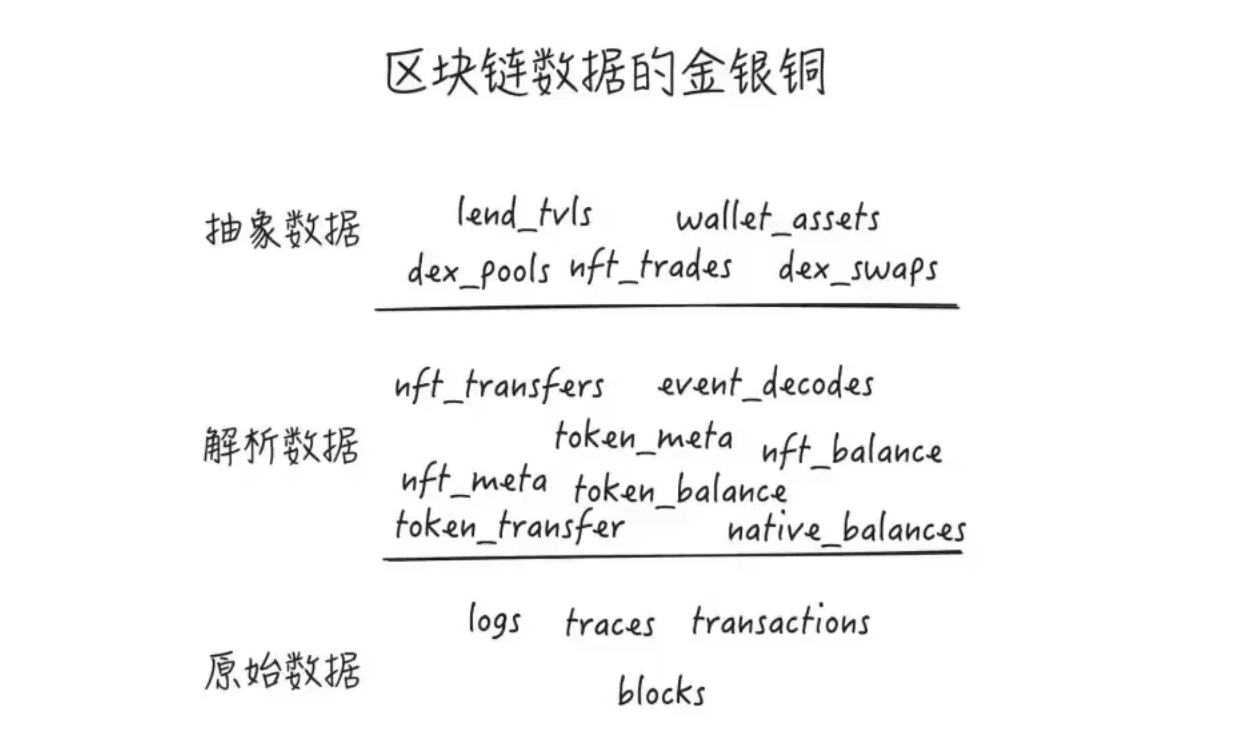 区块链数据的金银铜
抽象数据
lend_tvls wallet_assets
dex_pools nft_trades dex_swaps
解析数据
nft_transfers event_decodes
token_meta nft_balance
nft_meta token_balance
token_transfer native_balances
原始数据
logs traces transactions
blocks